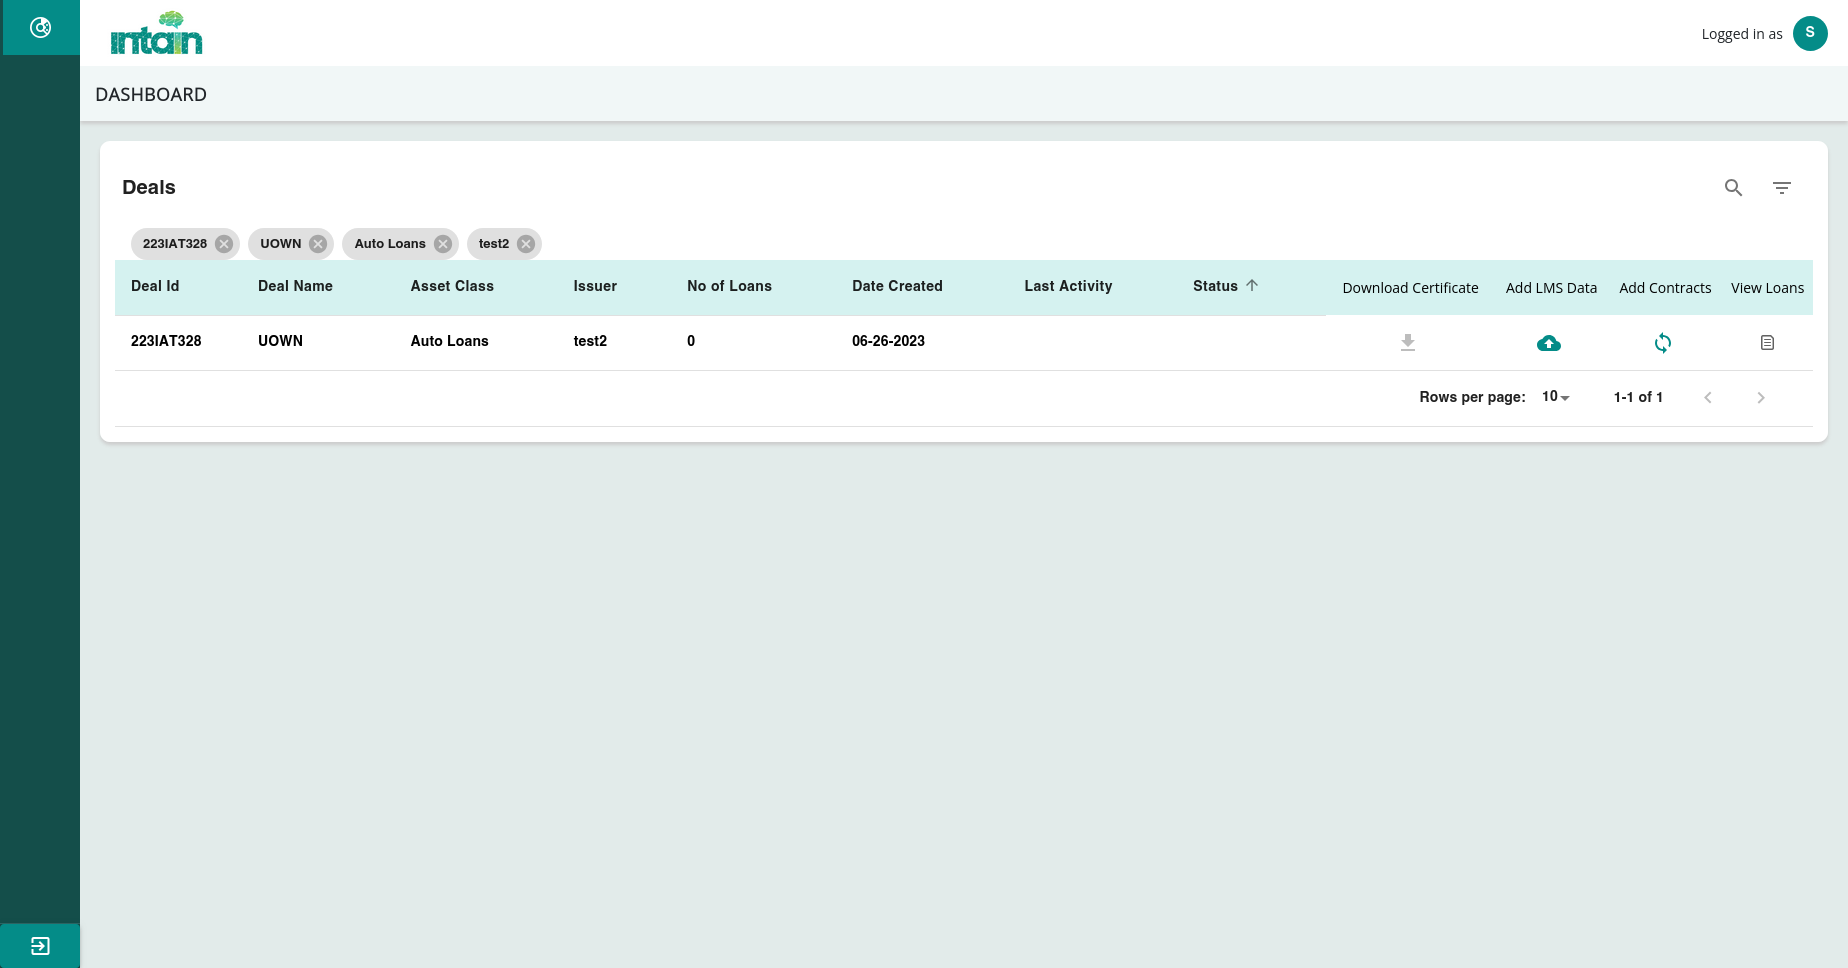 intain
Logged in as S
DASHBOARD
Deals
223IAT328 UOWN Auto Loans test2
Deal Id Deal Name Asset Class Issuer No of Loans Date Created Last Activity Status Download Certificate Add LMS Data Add Contracts View Loans
223IAT328 UOWN Auto Loans test2 0 06-26-2023
Rows per page: 10 1-1 of 1